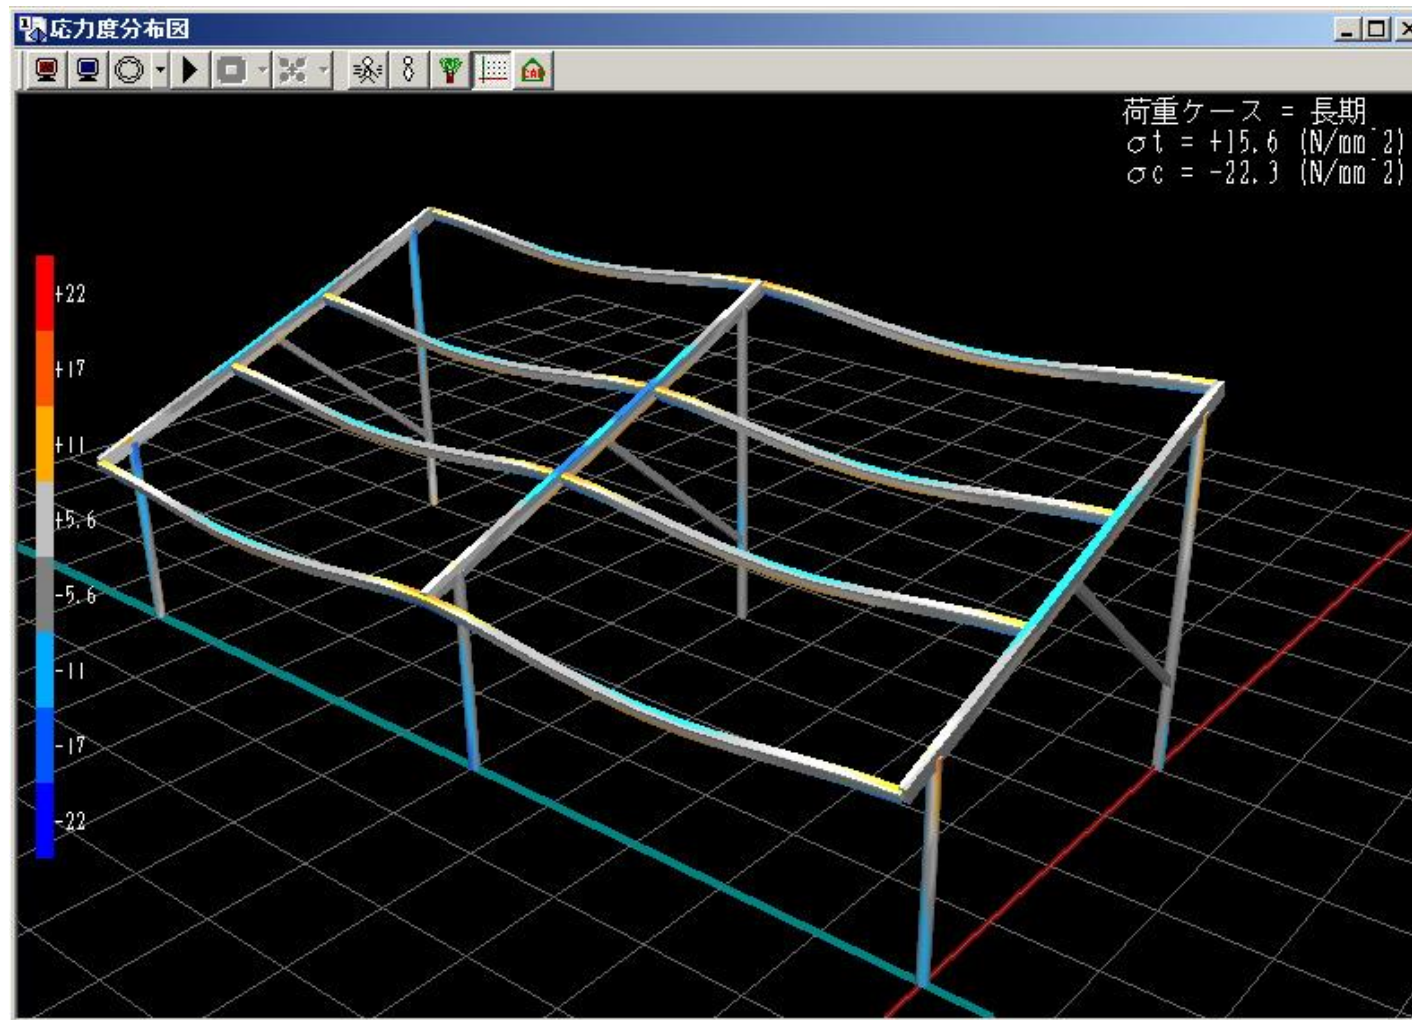 応力度分布図
CAD
荷重ケース = 長期
σt = +15.6 (N/mm^2)
σc = -22.3 (N/mm^2)
+22
+17
+11
+5.6
-5.6
-11
-17
-22